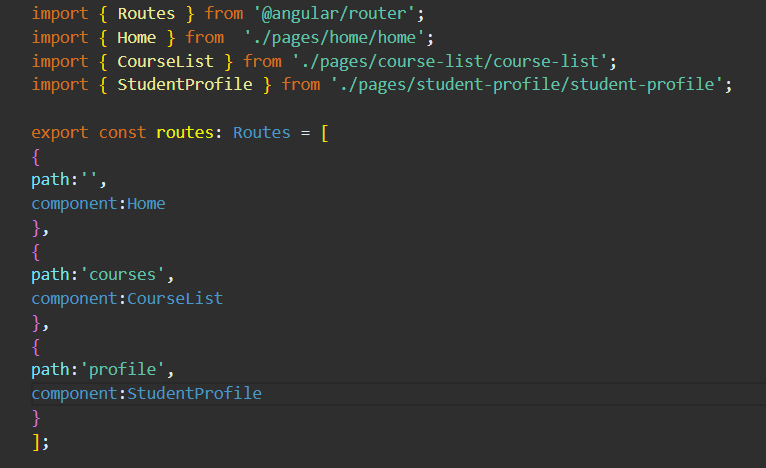 import { Routes } from '@angular/router';
import { Home } from  './pages/home/home';
import { CourseList } from './pages/course-list/course-list';
import { StudentProfile } from './pages/student-profile/student-profile';

export const routes: Routes = [
{
path:'',
component:Home
},
{
path:'courses',
component:CourseList
},
{
path:'profile',
component:StudentProfile
}
];